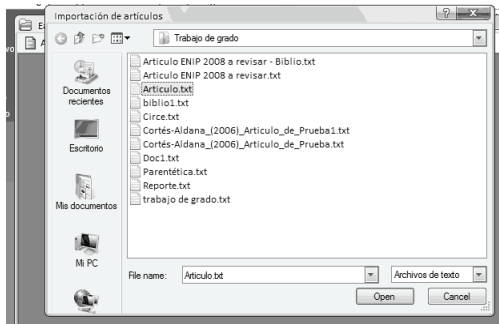 Importación de artículos
Trabajo de grado
Documentos
recientes
Escritorio
Mis documentos
Mi PC
Articulo ENIP 2008 a revisar - Biblio.txt
Articulo ENIP 2008 a revisar.txt
Articulo.txt
biblio1.txt
Circe.txt
Cortés-Aldana_(2006)_Articulo_de_Prueba1.txt
Cortés-Aldana_(2006)_Articulo_de_Prueba.txt
Doc1.txt
Parentética.txt
Reporte.txt
trabajo de grado.txt
File name:
Articulo.txt
Archivos de texto
Open
Cancel